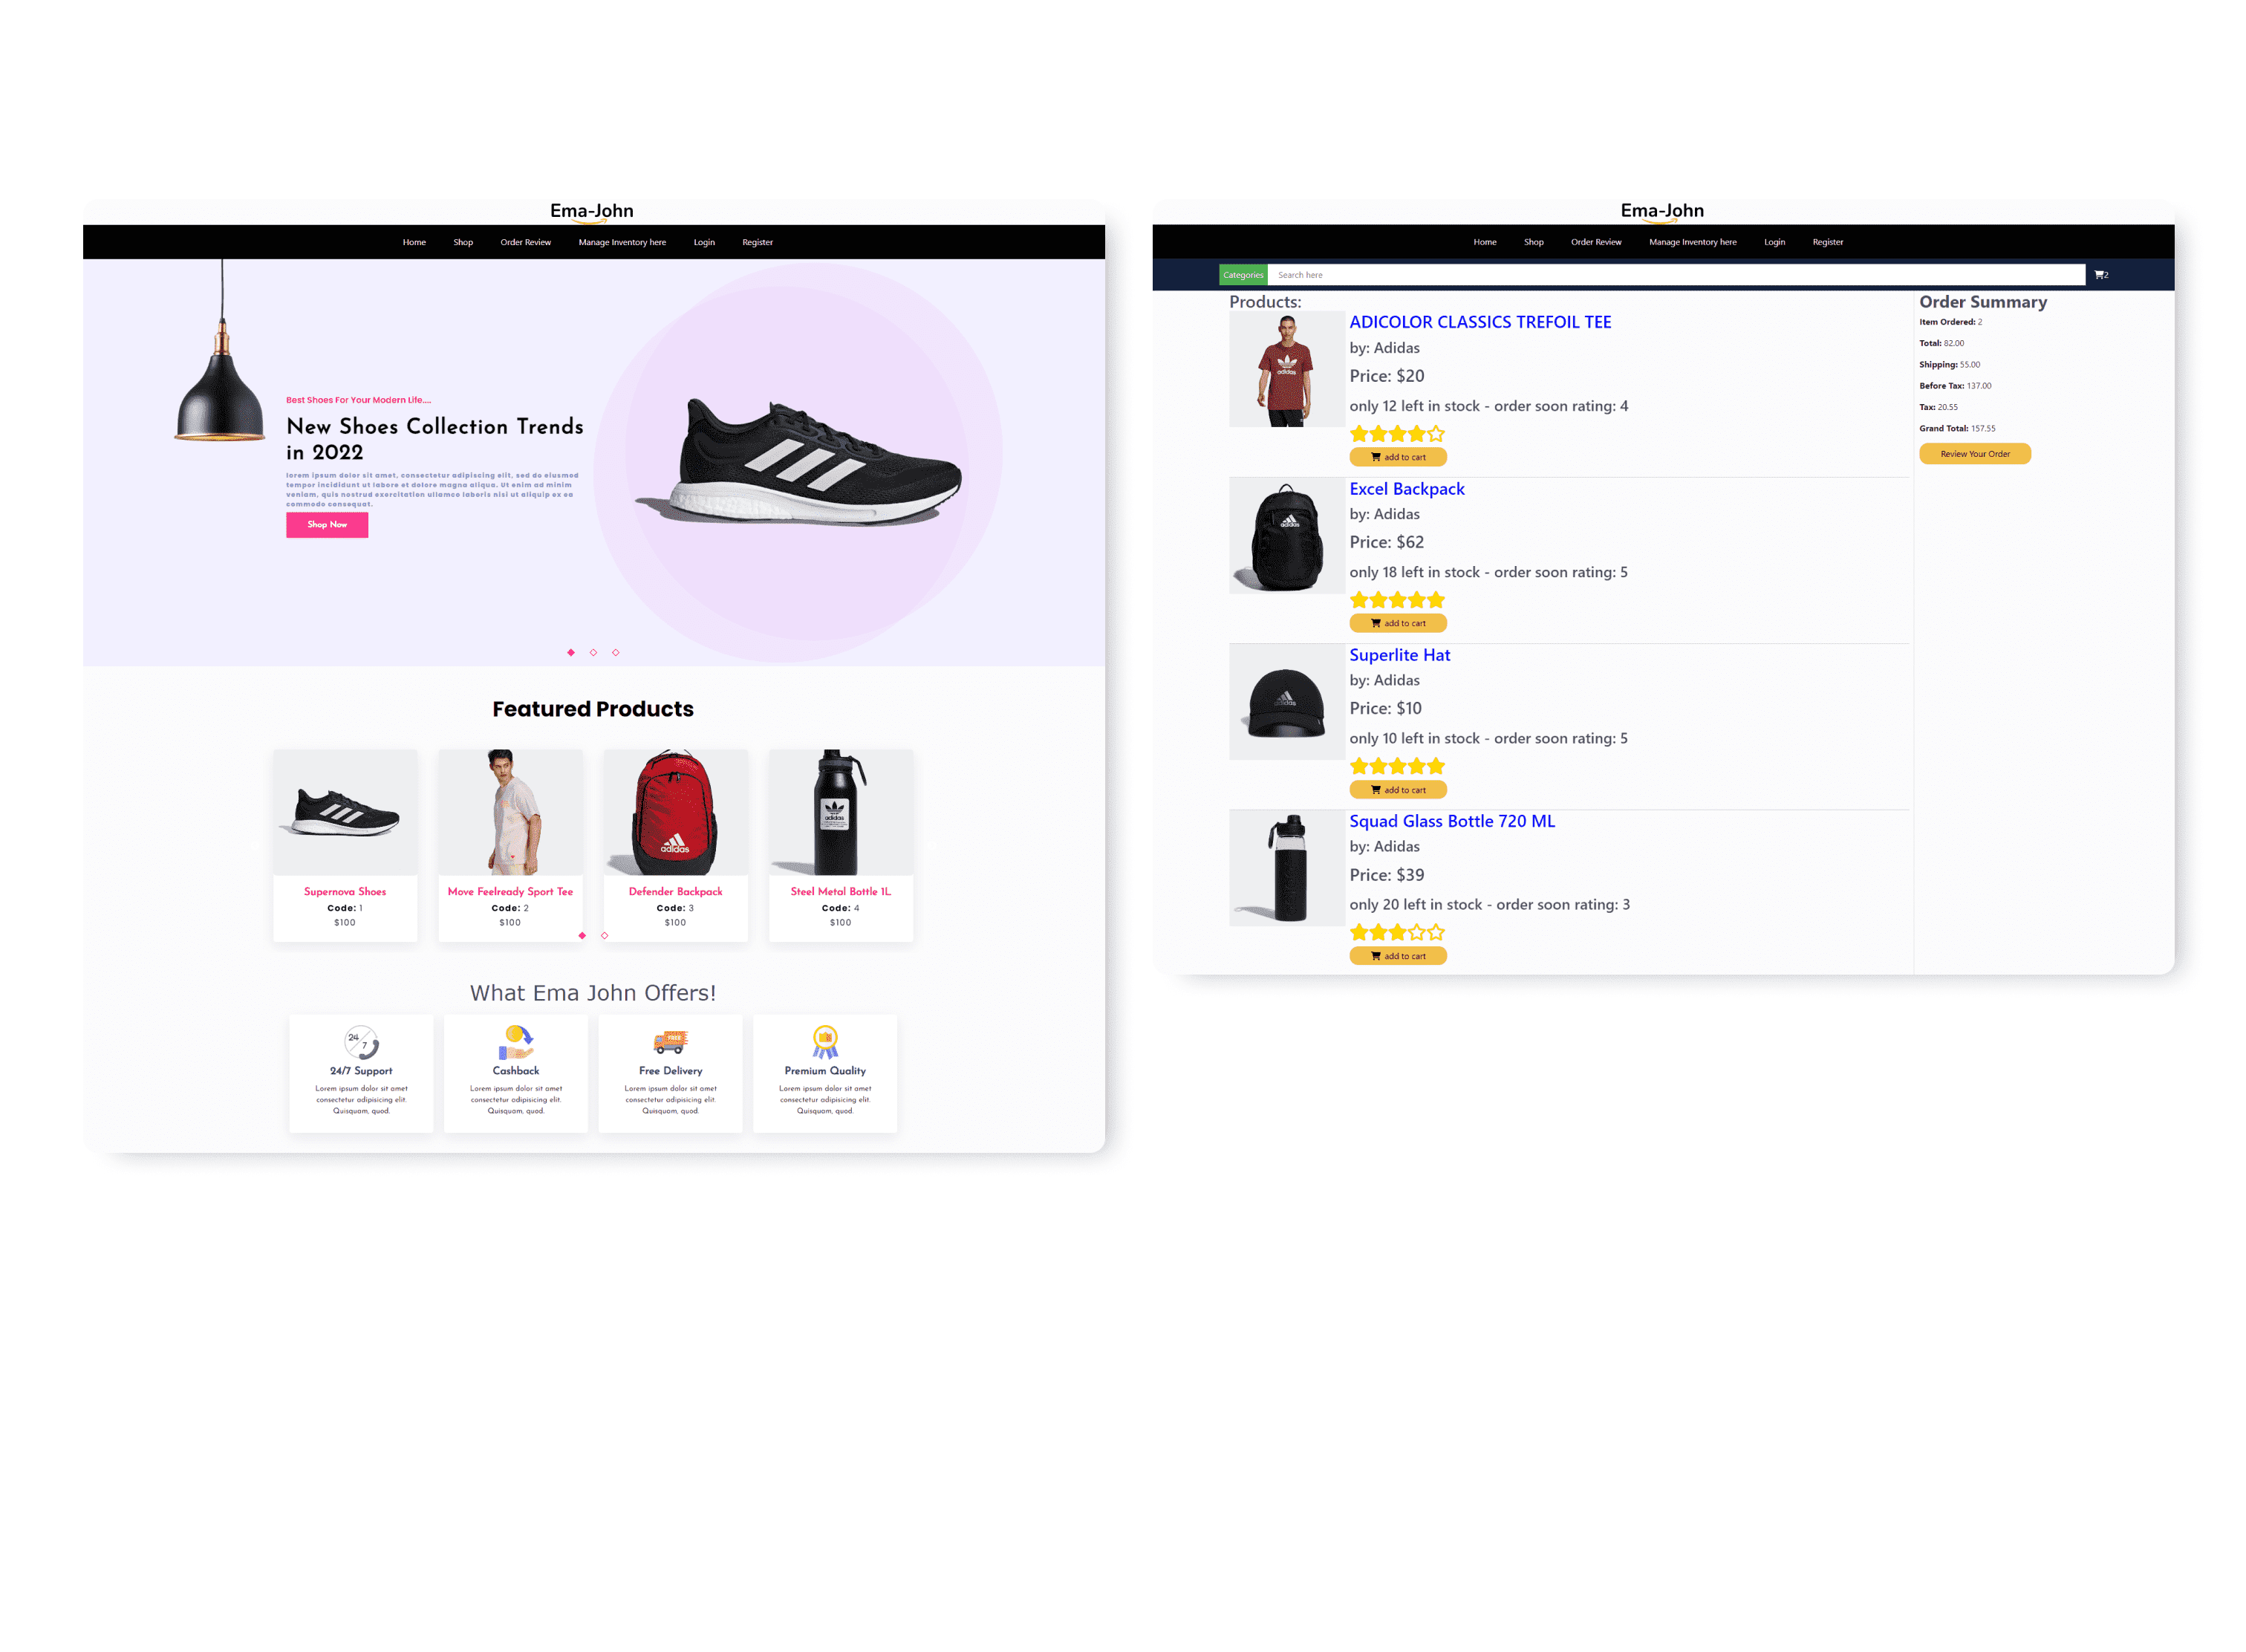 Ema-John
Home Shop Order Review Manage Inventory here Login Register
Best Shoes For Your Modern Life....
New Shoes Collection Trends
in 2022
lorem ipsum dolor sit amet, consectetur adipiscing elit, sed do eiusmod
tempor incididunt ut labore et dolore magna aliqua. Ut enim ad minim
veniam, quis nostrud exercitation ullamco laboris nisi ut aliquip ex ea
commodo consequat.
Shop Now
Featured Products
adidas
adidas
Supernova Shoes
Code: 1
$100
Move Feelready Sport Tee
Code: 2
$100
Defender Backpack
Code: 3
$100
Steel Metal Bottle 1L
Code: 4
$100
What Ema John Offers!
24
7
24/7 Support
Lorem ipsum dolor sit amet
consectetur adipisicing elit.
Quisquam, quod.
Cashback
Lorem ipsum dolor sit amet
consectetur adipisicing elit.
Quisquam, quod.
FREE
Free Delivery
Lorem ipsum dolor sit amet
consectetur adipisicing elit.
Quisquam, quod.
Premium Quality
Lorem ipsum dolor sit amet
consectetur adipisicing elit.
Quisquam, quod.
Ema-John
Home Shop Order Review Manage Inventory here Login Register
Categories Search here 2
Products:
adidas
ADICOLOR CLASSICS TREFOIL TEE
by: Adidas
Price: $20
only 12 left in stock - order soon rating: 4
add to cart
adidas
Excel Backpack
by: Adidas
Price: $62
only 18 left in stock - order soon rating: 5
add to cart
adidas
Superlite Hat
by: Adidas
Price: $10
only 10 left in stock - order soon rating: 5
add to cart
Squad Glass Bottle 720 ML
by: Adidas
Price: $39
only 20 left in stock - order soon rating: 3
add to cart
Order Summary
Item Ordered: 2
Total: 82.00
Shipping: 55.00
Before Tax: 137.00
Tax: 20.55
Grand Total: 157.55
Review Your Order